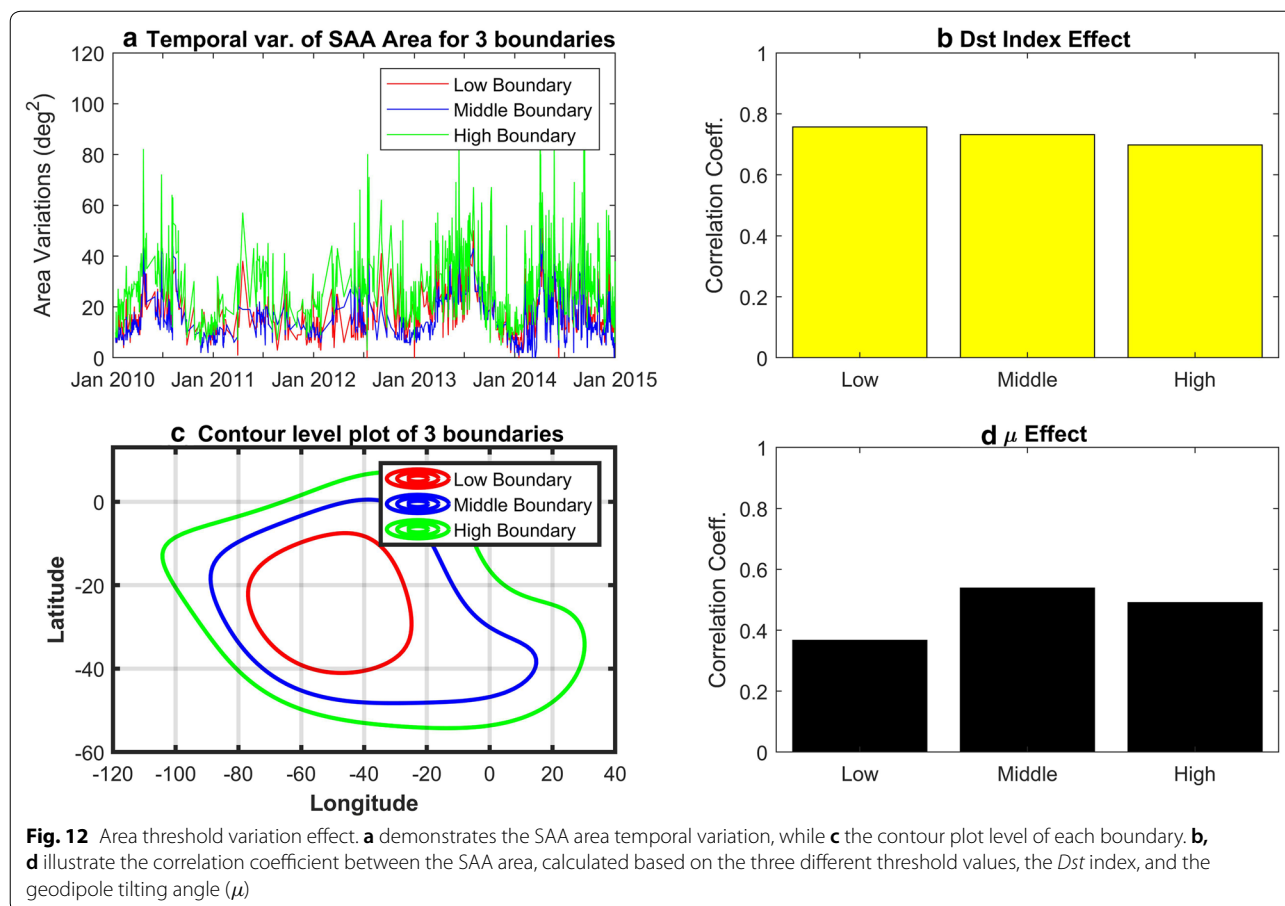 a Temporal var. of SAA Area for 3 boundaries
Area Variations (deg²)
120
100
80
60
40
20
0
Low Boundary
Middle Boundary
High Boundary
Jan 2010 Jan 2011 Jan 2012 Jan 2013 Jan 2014 Jan 2015
b Dst Index Effect
Correlation Coeff.
1
0.8
0.6
0.4
0.2
0
Low Middle High
c Contour level plot of 3 boundaries
Latitude
0
-20
-40
-60
Low Boundary
Middle Boundary
High Boundary
-120 -100 -80 -60 -40 -20 0 20 40
Longitude
d μ Effect
Correlation Coeff.
1
0.8
0.6
0.4
0.2
0
Low Middle High
Fig. 12 Area threshold variation effect. a demonstrates the SAA area temporal variation, while c the contour plot level of each boundary. b,
d illustrate the correlation coefficient between the SAA area, calculated based on the three different threshold values, the Dst index, and the
geodipole tilting angle (μ)